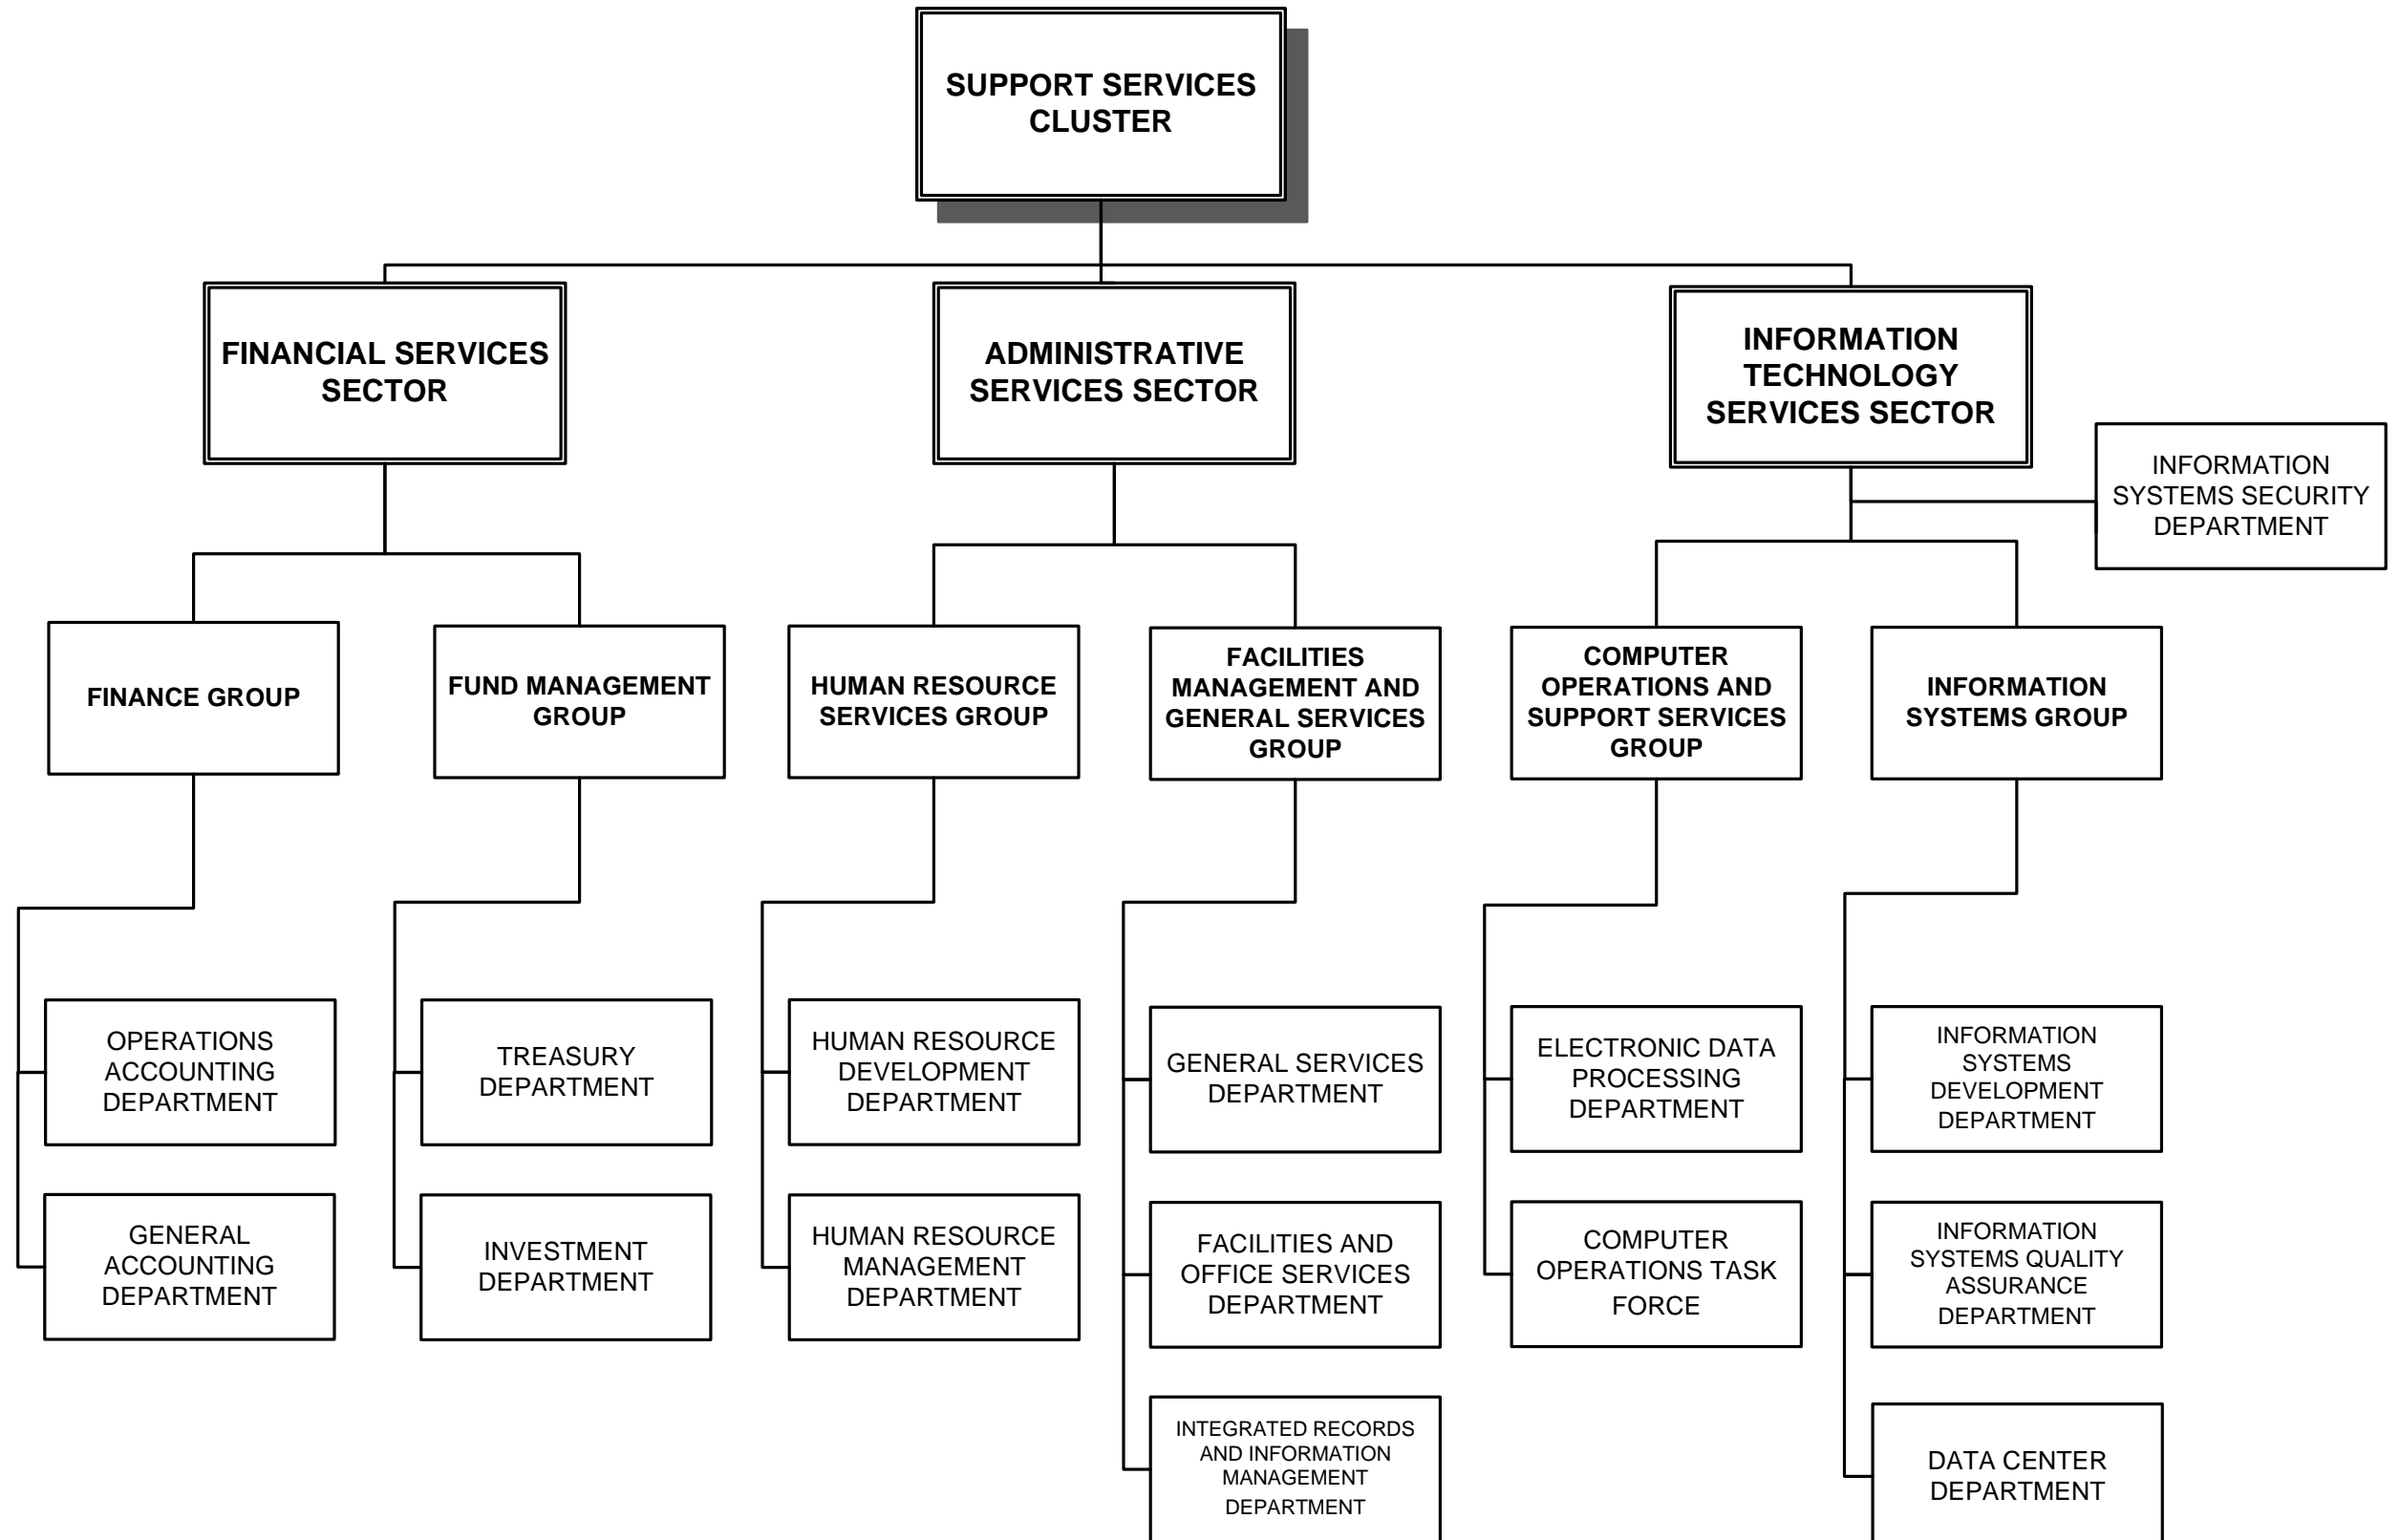 SUPPORT SERVICES
CLUSTER
FINANCIAL SERVICES
SECTOR
ADMINISTRATIVE
SERVICES SECTOR
INFORMATION
TECHNOLOGY
SERVICES SECTOR
INFORMATION
SYSTEMS SECURITY
DEPARTMENT
FINANCE GROUP
FUND MANAGEMENT
GROUP
HUMAN RESOURCE
SERVICES GROUP
FACILITIES
MANAGEMENT AND
GENERAL SERVICES
GROUP
COMPUTER
OPERATIONS AND
SUPPORT SERVICES
GROUP
INFORMATION
SYSTEMS GROUP
OPERATIONS
ACCOUNTING
DEPARTMENT
TREASURY
DEPARTMENT
HUMAN RESOURCE
DEVELOPMENT
DEPARTMENT
GENERAL SERVICES
DEPARTMENT
ELECTRONIC DATA
PROCESSING
DEPARTMENT
INFORMATION
SYSTEMS
DEVELOPMENT
DEPARTMENT
GENERAL
ACCOUNTING
DEPARTMENT
INVESTMENT
DEPARTMENT
HUMAN RESOURCE
MANAGEMENT
DEPARTMENT
FACILITIES AND
OFFICE SERVICES
DEPARTMENT
COMPUTER
OPERATIONS TASK
FORCE
INFORMATION
SYSTEMS QUALITY
ASSURANCE
DEPARTMENT
INTEGRATED RECORDS
AND INFORMATION
MANAGEMENT
DEPARTMENT
DATA CENTER
DEPARTMENT